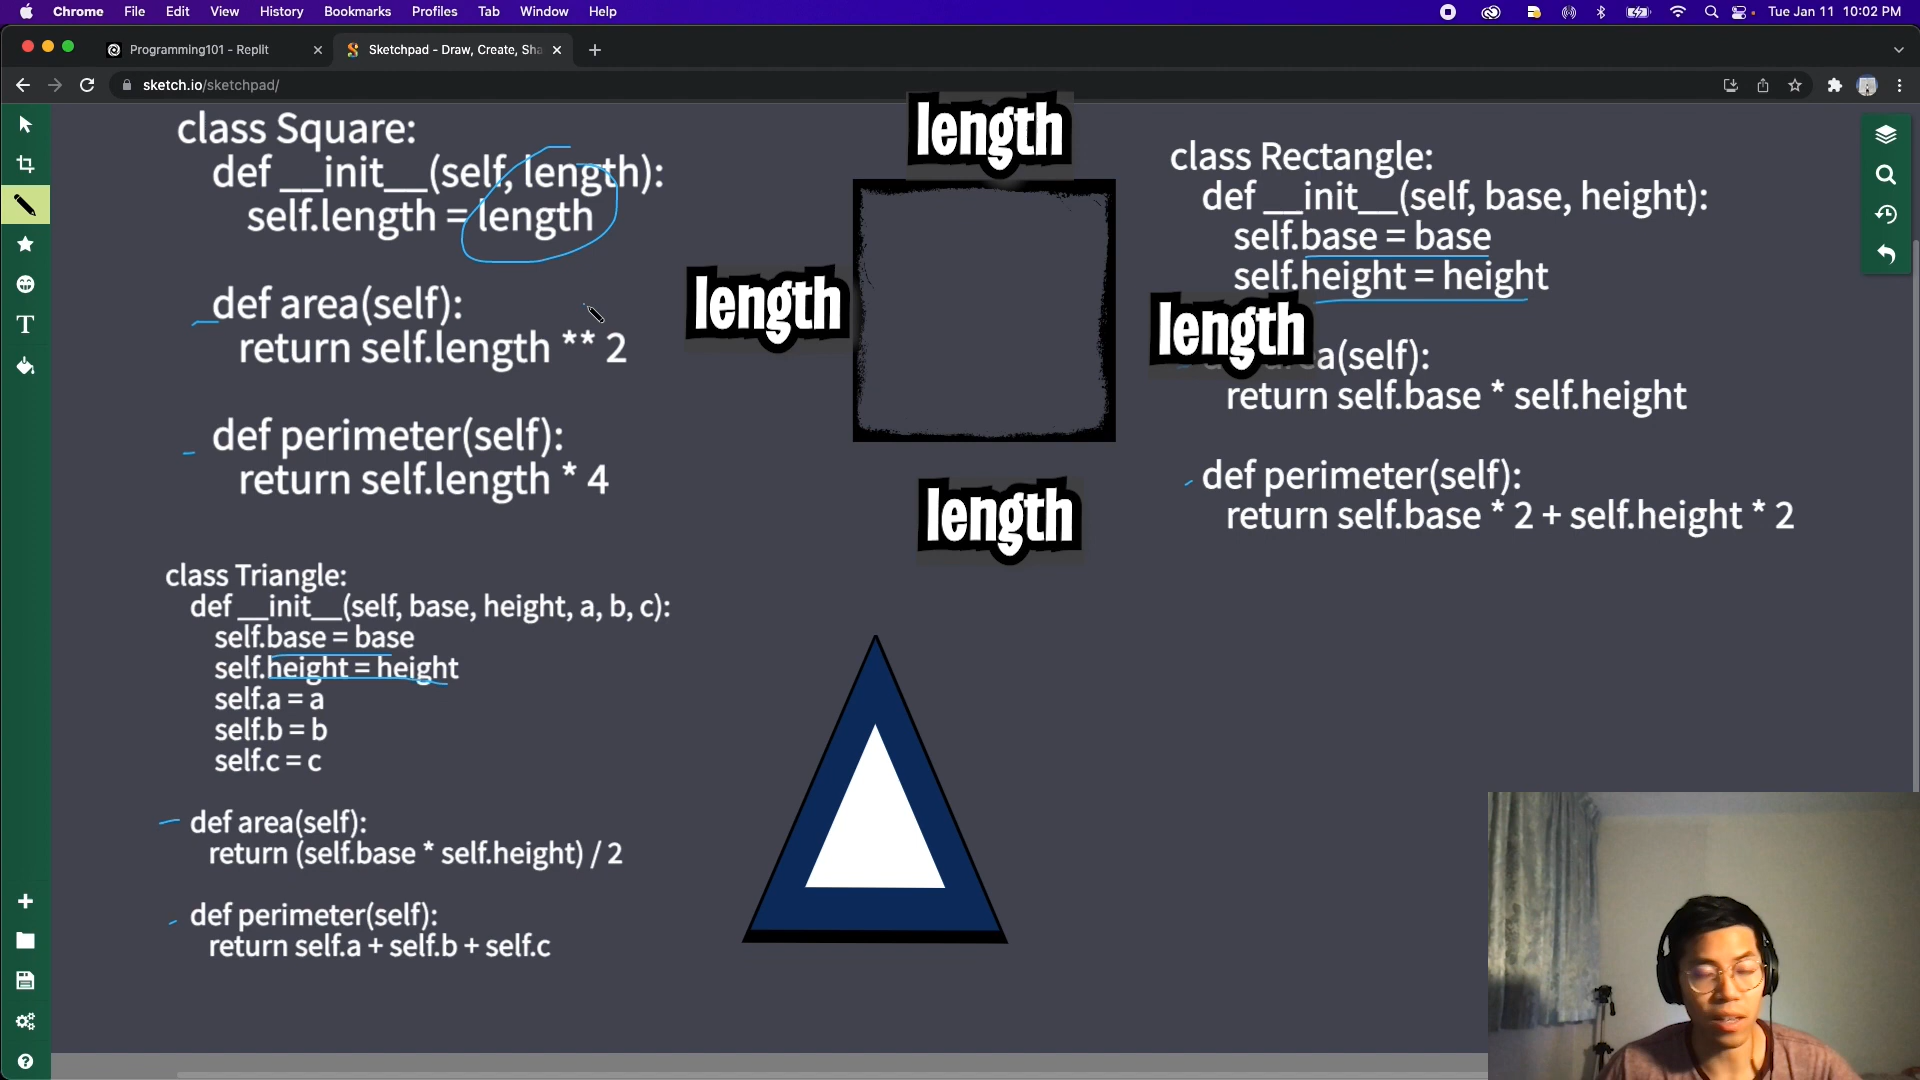 Chrome File Edit View History Bookmarks Profiles Tab Window Help
Tue Jan 11 10:02 PM
Programming101 - Replit
Sketchpad - Draw, Create, Sha
sketch.io/sketchpad/
class Square:
def __init__(self, length):
self.length = length
def area(self):
return self.length ** 2
def perimeter(self):
return self.length * 4
length
length
length
length
class Rectangle:
def __init__(self, base, height):
self.base = base
self.height = height
a(self):
return self.base * self.height
def perimeter(self):
return self.base * 2 + self.height * 2
class Triangle:
def __init__(self, base, height, a, b, c):
self.base = base
self.height = height
self.a = a
self.b = b
self.c = c
def area(self):
return (self.base * self.height) / 2
def perimeter(self):
return self.a + self.b + self.c